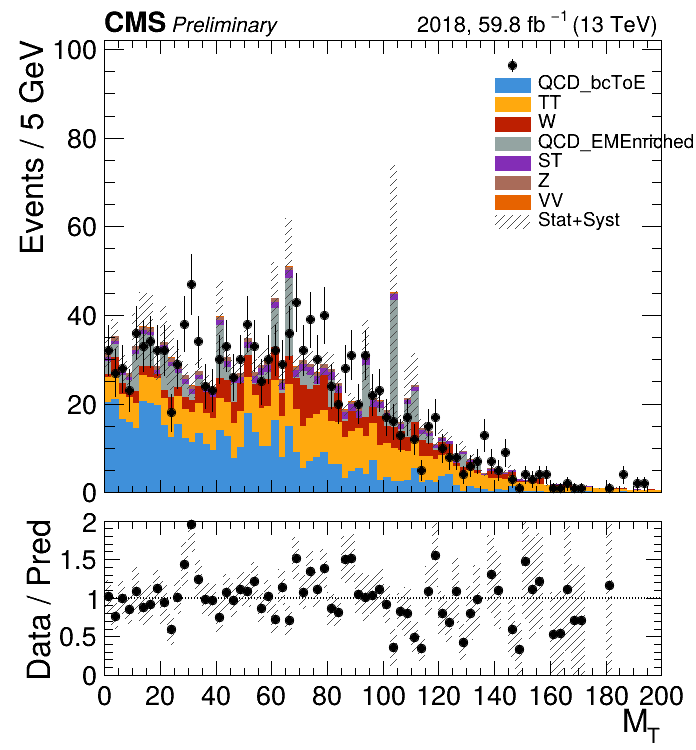 CMS Preliminary 2018, 59.8 fb⁻¹ (13 TeV)
Events / 5 GeV
100
80
60
40
20
0
QCD_bcToE
TT
W
QCD_EMEnriched
ST
Z
VV
Stat+Syst
Data / Pred
2
1.5
1
0.5
0
0 20 40 60 80 100 120 140 160 180 200
M_T